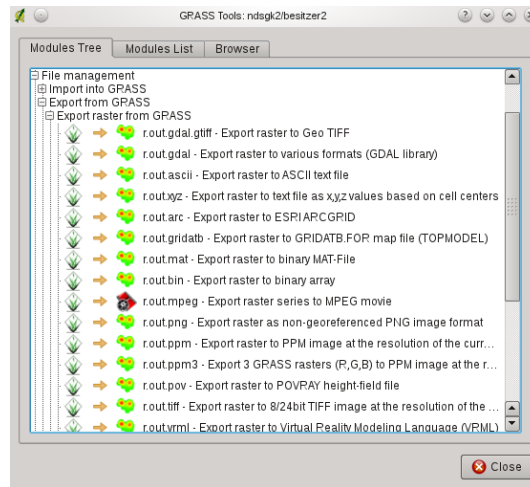 GRASS Tools: ndsgk2/besitzer2
Modules Tree
Modules List
Browser
File management
Import into GRASS
Export from GRASS
Export raster from GRASS
r.out.gdal.gtiff - Export raster to Geo TIFF
r.out.gdal - Export raster to various formats (GDAL library)
r.out.ascii - Export raster to ASCII text file
r.out.xyz - Export raster to text file as x,y,z values based on cell centers
r.out.arc - Export raster to ESRI ARCGRID
r.out.gridatb - Export raster to GRIDATB.FOR map file (TOPMODEL)
r.out.mat - Export raster to binary MAT-File
r.out.bin - Export raster to binary array
r.out.mpeg - Export raster series to MPEG movie
r.out.png - Export raster as non-georeferenced PNG image format
r.out.ppm - Export raster to PPM image at the resolution of the curr...
r.out.ppm3 - Export 3 GRASS rasters (R,G,B) to PPM image at the r...
r.out.pov - Export raster to POVRAY height-field file
r.out.tiff - Export raster to 8/24bit TIFF image at the resolution of the ...
r.out.vrml - Export raster to Virtual Reality Modeling Language (VRML)
Close